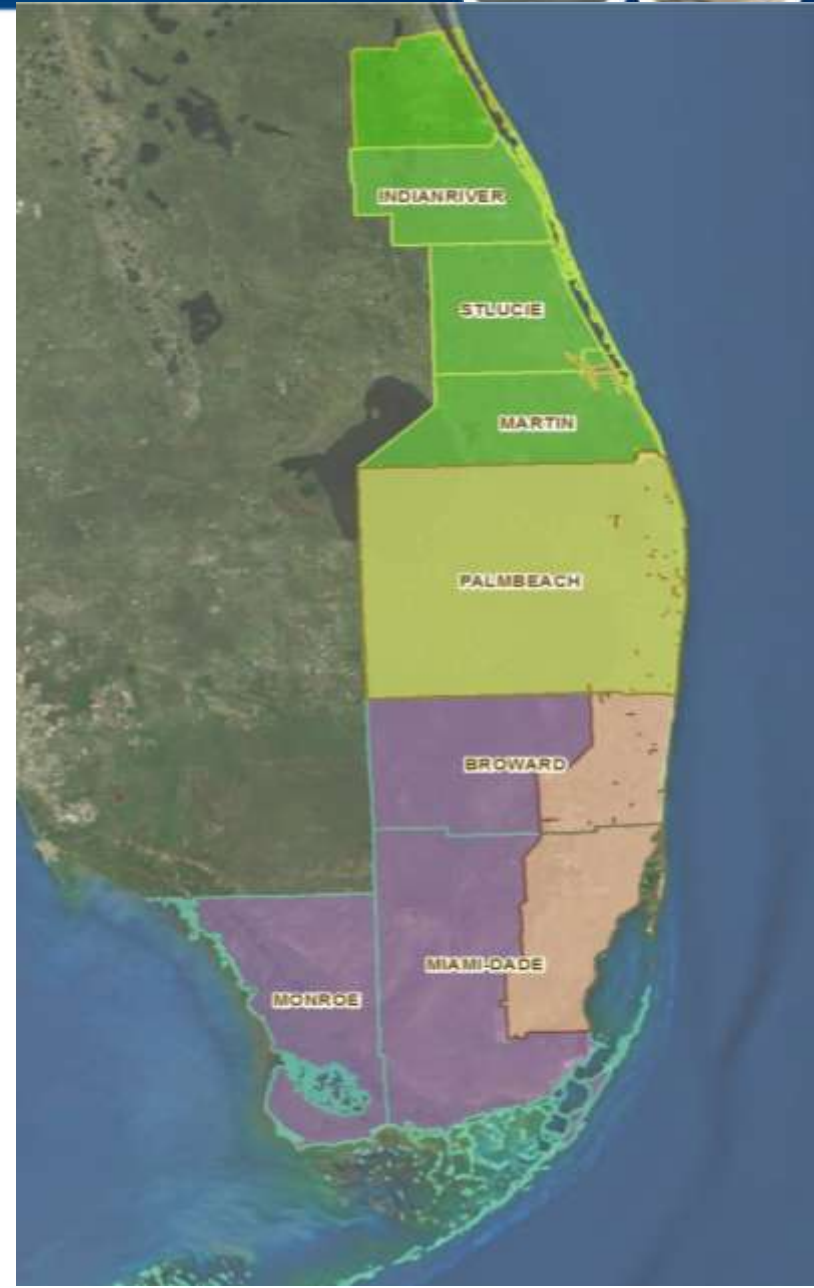 INDIANRIVER
STLUCIE
MARTIN
PALMBEACH
BROWARD
MIAMI-DADE
MONROE